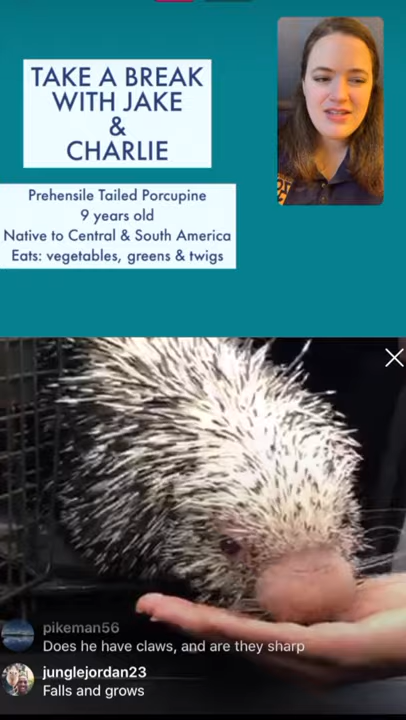 TAKE A BREAK
WITH JAKE
&
CHARLIE
Prehensile Tailed Porcupine
9 years old
Native to Central & South America
Eats: vegetables, greens & twigs
pikeman56
Does he have claws, and are they sharp
junglejordan23
Falls and grows